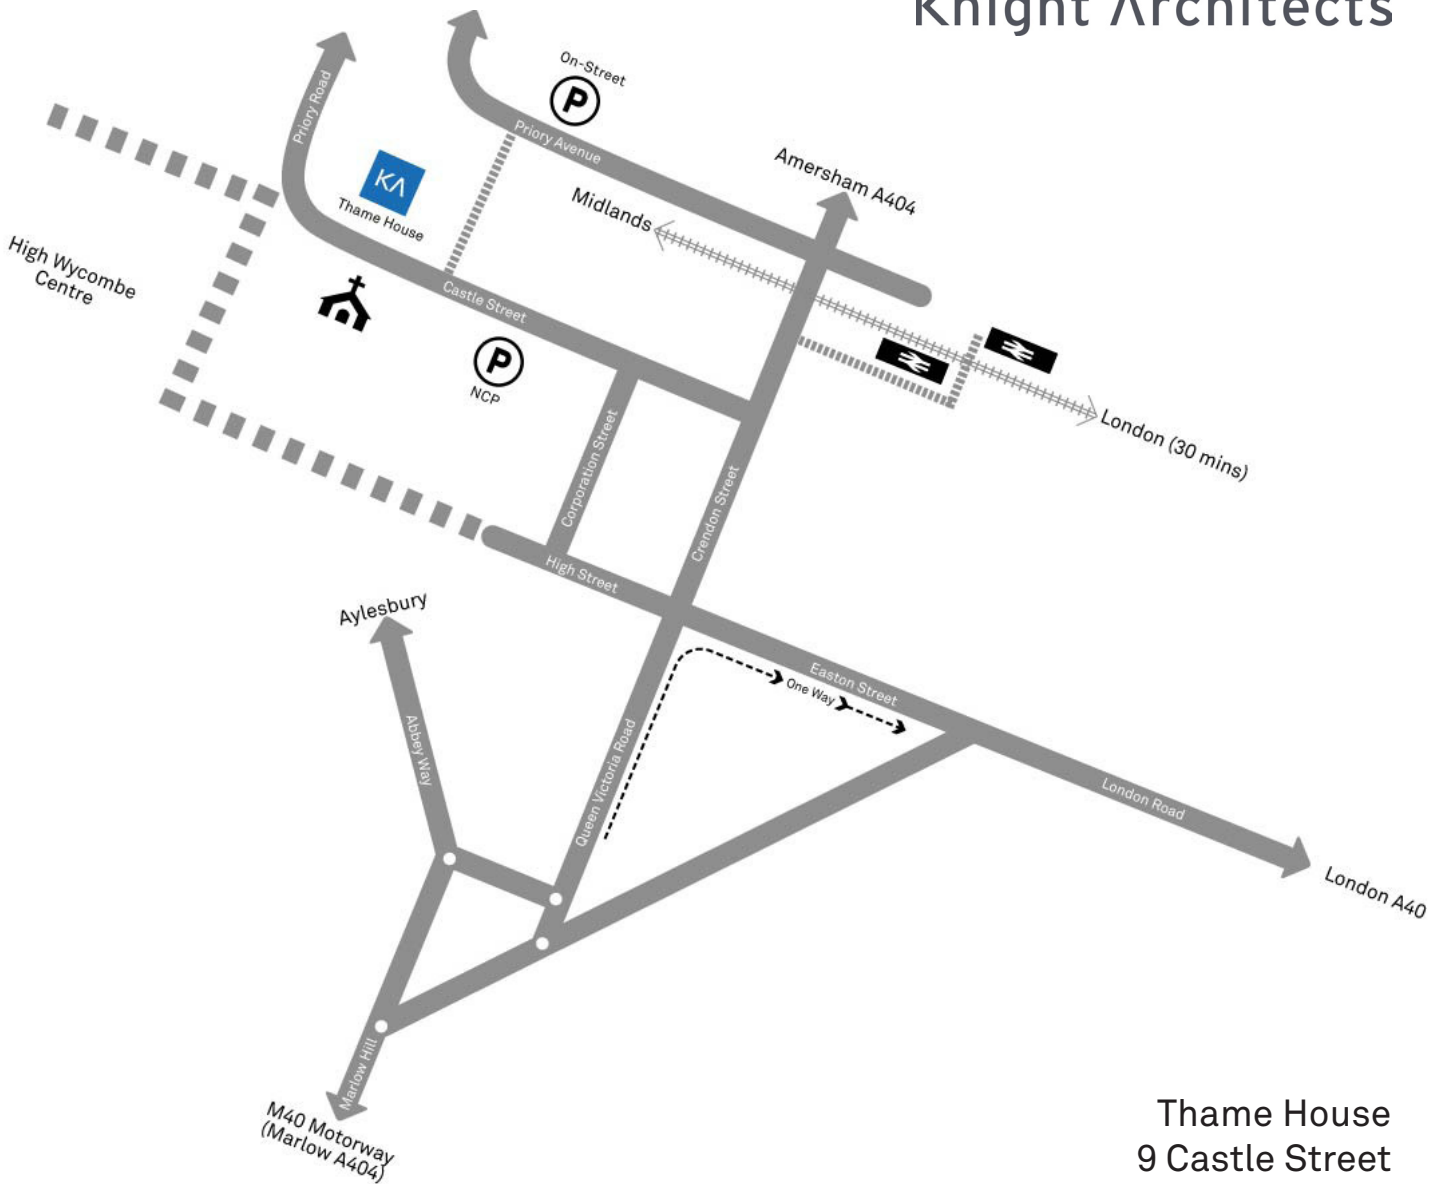 Knight Architects
On-Street
P
Priory Road
Priory Avenue
Amersham A404
KA
Thame House
Midlands
High Wycombe
Centre
Castle Street
P
NCP
London (30 mins)
Corporation Street
Crendon Street
High Street
Aylesbury
Easton Street
One Way
Abbey Way
Queen Victoria Road
London Road
London A40
Marlow Hill
M40 Motorway
(Marlow A404)
Thame House
9 Castle Street